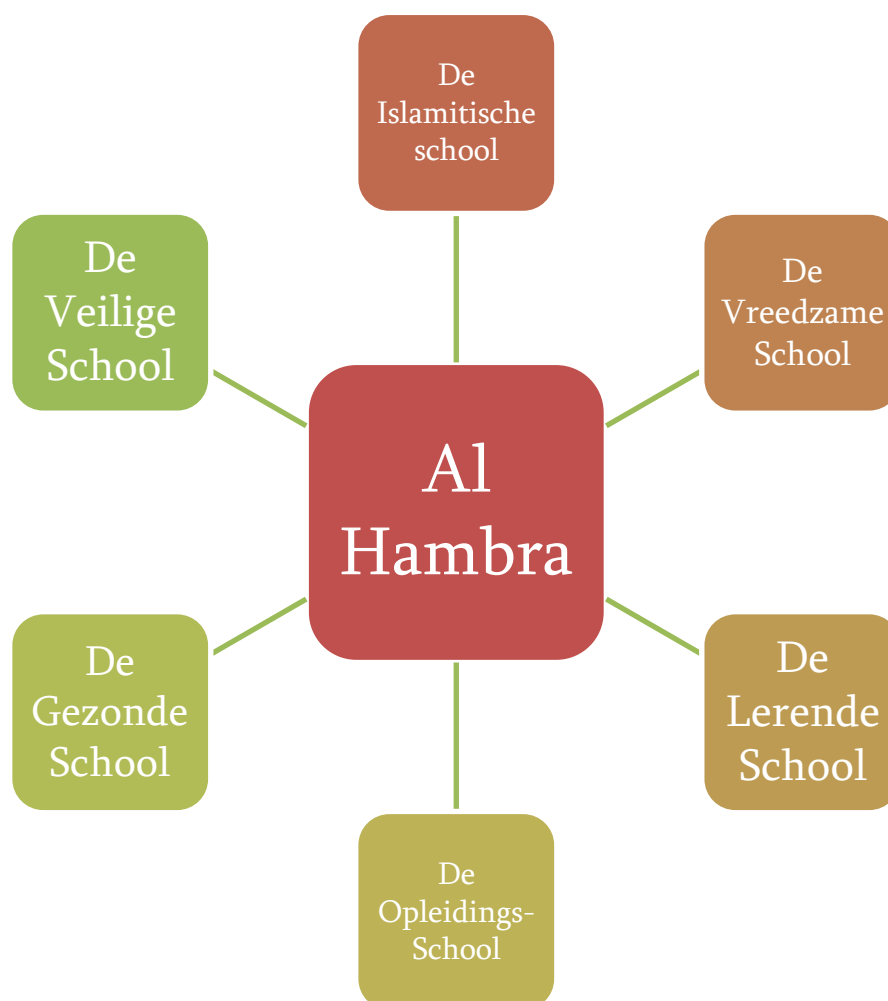 De
Islamitische
school
De
Vreedzame
School
De
Lerende
School
De
Opleidings-
School
De
Gezonde
School
De
Veilige
School
Al
Hambra